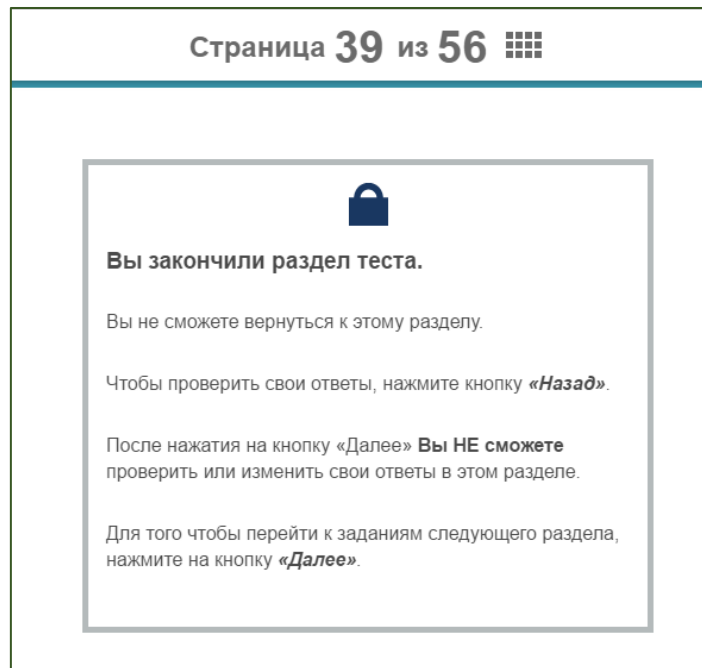 Страница 39 из 56
Вы закончили раздел теста.
Вы не сможете вернуться к этому разделу.
Чтобы проверить свои ответы, нажмите кнопку «Назад».
После нажатия на кнопку «Далее» Вы НЕ сможете
проверить или изменить свои ответы в этом разделе.
Для того чтобы перейти к заданиям следующего раздела,
нажмите на кнопку «Далее».